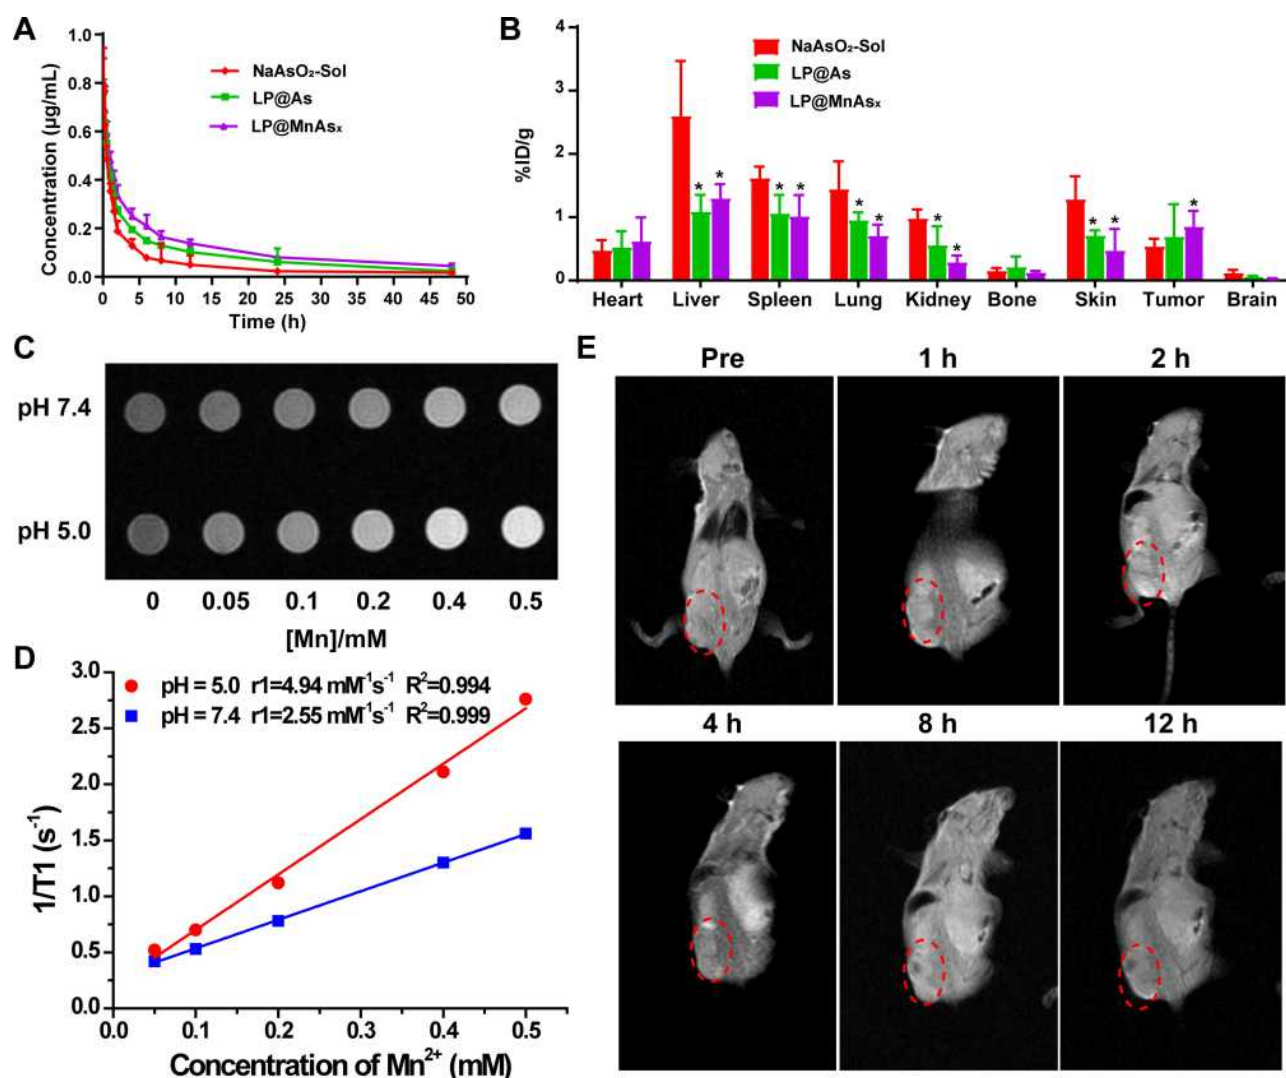 A
Concentration (µg/mL)
1.0
0.8
0.6
0.4
0.2
0.0
NaAsO₂-Sol
LP@As
LP@MnAsₓ
0 5 10 15 20 25 30 35 40 45 50
Time (h)
B
%ID/g
4
3
2
1
0
NaAsO₂-Sol
LP@As
LP@MnAsₓ
* * * * * * * * * * *
Heart Liver Spleen Lung Kidney Bone Skin Tumor Brain
C
pH 7.4
pH 5.0
0 0.05 0.1 0.2 0.4 0.5
[Mn]/mM
D
1/T1 (s⁻¹)
3.0
2.5
2.0
1.5
1.0
0.5
0.0
pH = 5.0 r1=4.94 mM⁻¹s⁻¹ R²=0.994
pH = 7.4 r1=2.55 mM⁻¹s⁻¹ R²=0.999
0.0 0.1 0.2 0.3 0.4 0.5
Concentration of Mn²⁺ (mM)
E
Pre 1 h 2 h
4 h 8 h 12 h